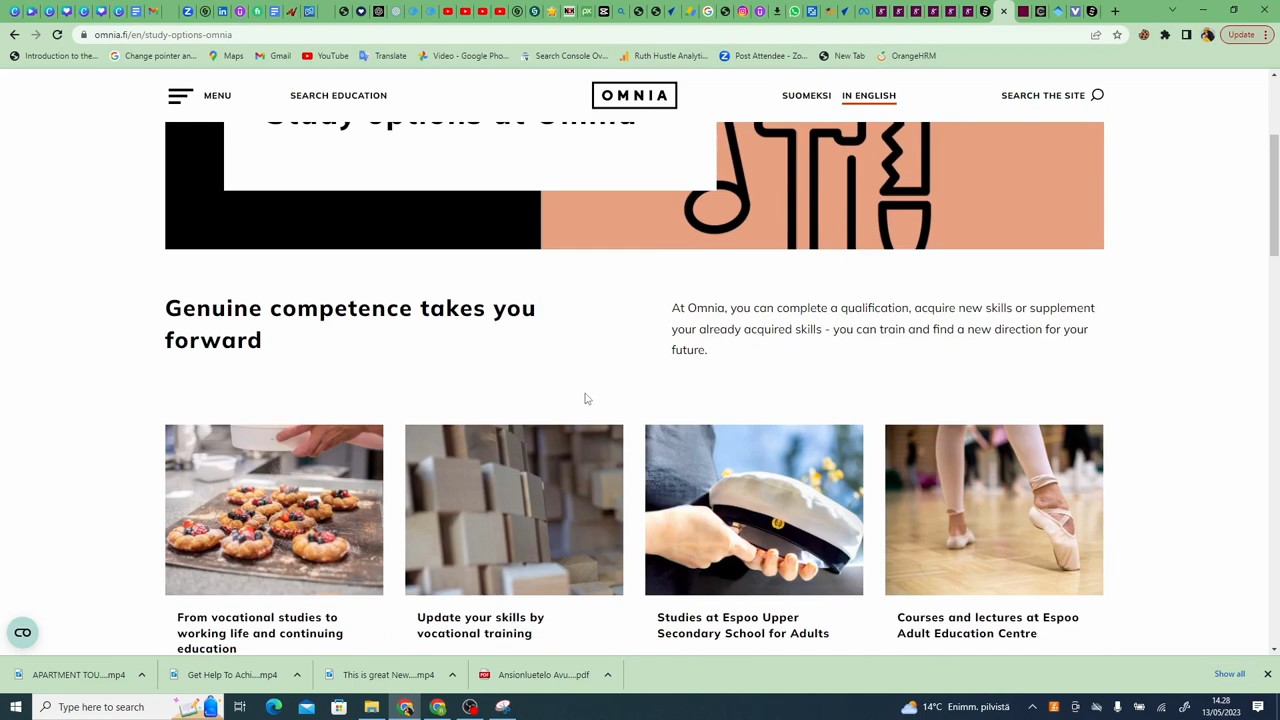 omnia.fi/en/study-options-omnia
Update
Introduction to the...
Change pointer an...
Maps
Gmail
YouTube
Translate
Video - Google Pho...
Search Console Ov...
Ruth Hustle Analyti...
Post Attendee - Zo...
New Tab
OrangeHRM
MENU
SEARCH EDUCATION
OMNIA
SUOMEKSI
IN ENGLISH
SEARCH THE SITE
Study options at Omnia
Genuine competence takes you
forward
At Omnia, you can complete a qualification, acquire new skills or supplement
your already acquired skills - you can train and find a new direction for your
future.
From vocational studies to
working life and continuing
education
Update your skills by
vocational training
Studies at Espoo Upper
Secondary School for Adults
Courses and lectures at Espoo
Adult Education Centre
CO
APARTMENT TOU....mp4
Get Help To Achi....mp4
This is great New....mp4
Ansionluetelo Avu....pdf
Show all
Type here to search
14°C Enimm. pilvistä
14.28
13/05/2023